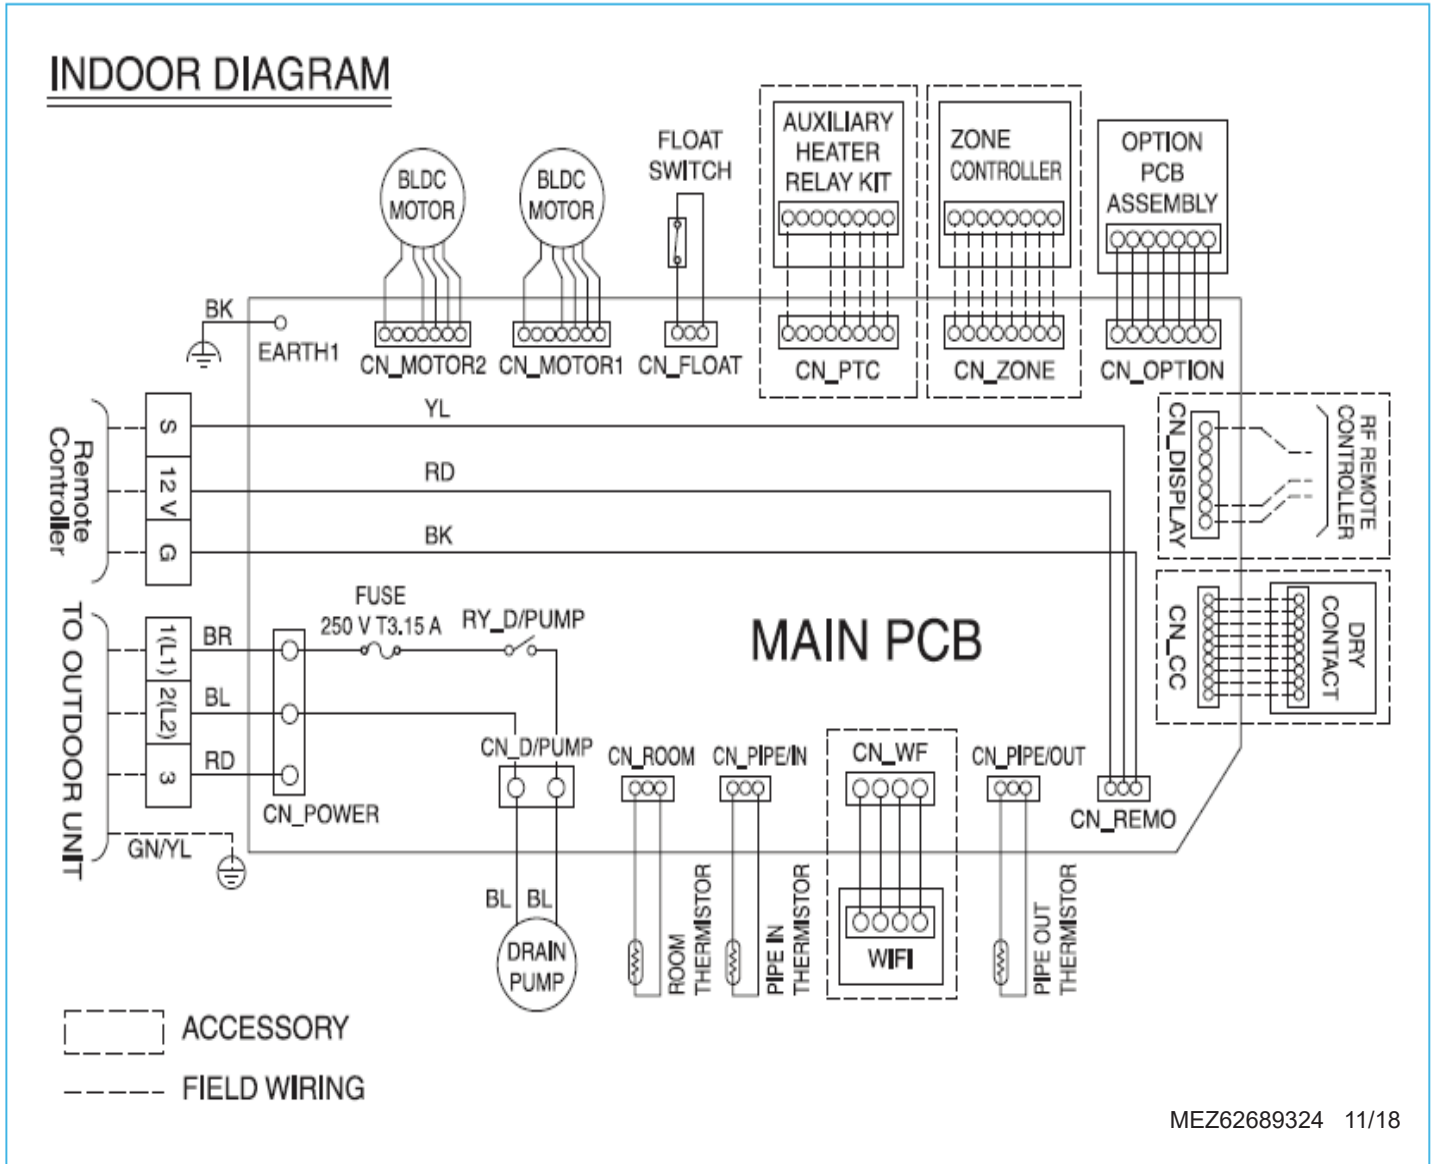 INDOOR DIAGRAM
BLDC
MOTOR
BLDC
MOTOR
FLOAT
SWITCH
AUXILIARY
HEATER
RELAY KIT
ZONE
CONTROLLER
OPTION
PCB
ASSEMBLY
BK
EARTH1
CN_MOTOR2
CN_MOTOR1
CN_FLOAT
CN_PTC
CN_ZONE
CN_OPTION
Remote
Controller
S
12 V
G
YL
RD
BK
CN_DISPLAY
RF REMOTE
CONTROLLER
TO OUTDOOR UNIT
1(L1)
2(L2)
3
BR
BL
RD
GN/YL
CN_POWER
FUSE
250 V T3.15 A
RY_D/PUMP
MAIN PCB
CN_CC
DRY
CONTACT
CN_D/PUMP
CN_ROOM
CN_PIPE/IN
CN_WF
CN_PIPE/OUT
CN_REMO
BL
BL
DRAIN
PUMP
ROOM
THERMISTOR
PIPE IN
THERMISTOR
WIFI
PIPE OUT
THERMISTOR
ACCESSORY
FIELD WIRING
MEZ62689324 11/18